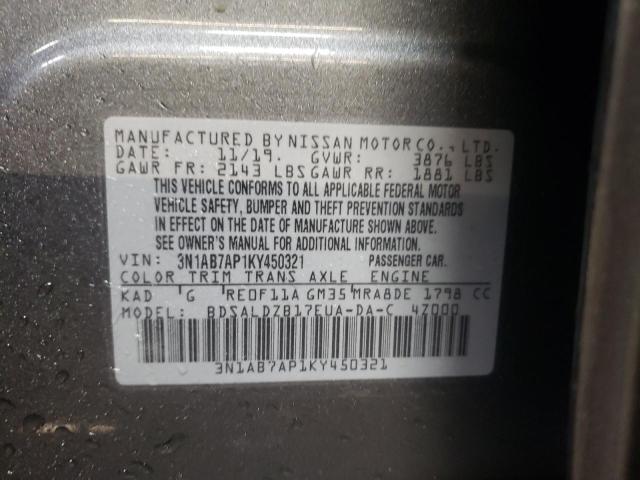 MANUFACTURED BY NISSAN MOTOR CO., LTD.
DATE: 11/19. GVWR: 3876 LBS
GAWR FR: 2143 LBS GAWR RR: 1881 LBS
THIS VEHICLE CONFORMS TO ALL APPLICABLE FEDERAL MOTOR
VEHICLE SAFETY, BUMPER AND THEFT PREVENTION STANDARDS
IN EFFECT ON THE DATE OF MANUFACTURE SHOWN ABOVE.
SEE OWNER'S MANUAL FOR ADDITIONAL INFORMATION.
VIN: 3N1AB7AP1KY450321 PASSENGER CAR.
COLOR TRIM TRANS AXLE ENGINE
KAD G RE0F11A GM35 MRA8DE 1798 CC
MODEL: BDSALDZB17EUA-DA-C 4Z000
3N1AB7AP1KY450321